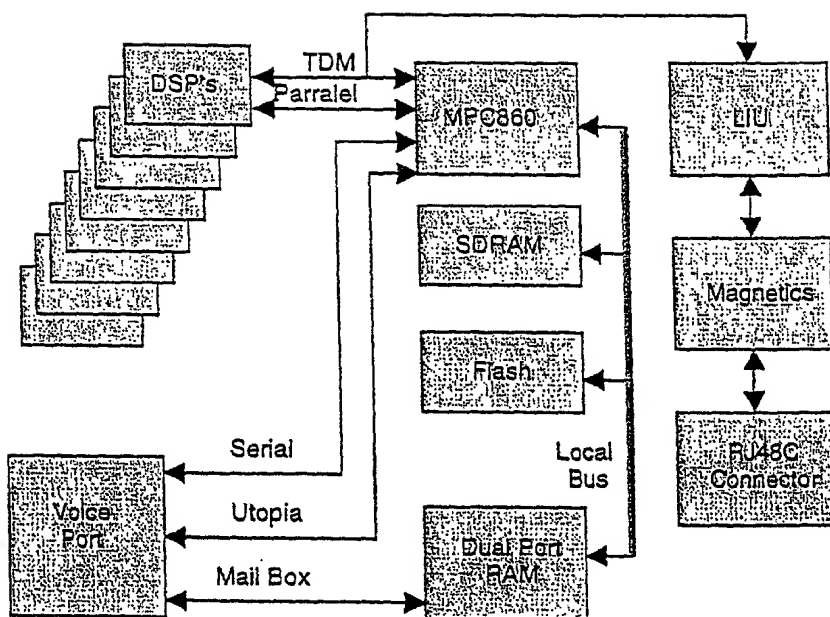 TDM
DSP's
Parralel
MPC860
LIU
SDRAM
Magnetics
Flash
Serial
Local
Bus
RJ48C
Connector
Voice
Port
Utopia
Dual Port
RAM
Mail Box